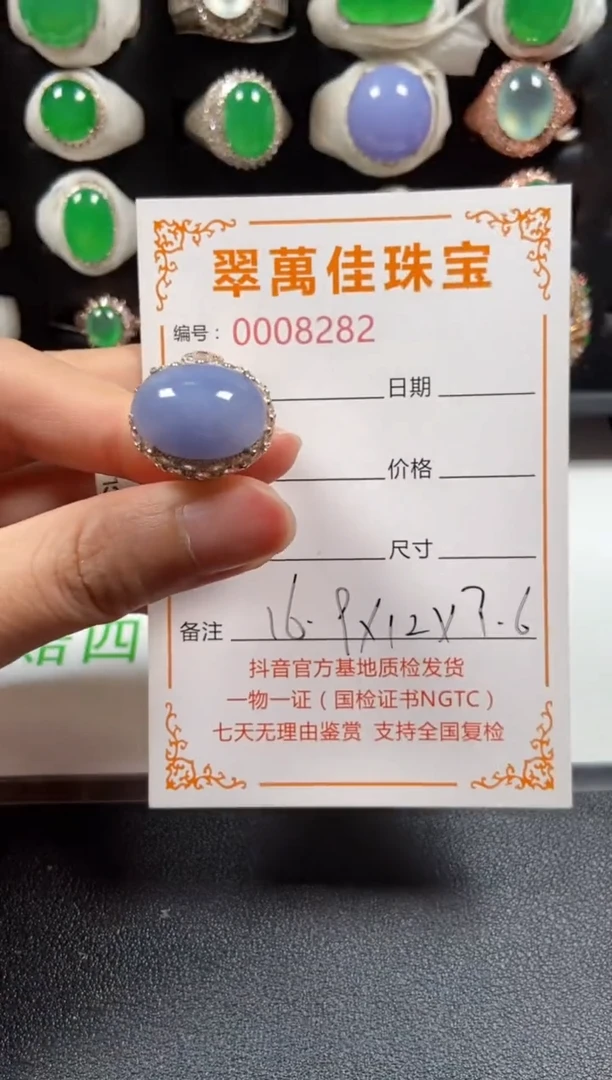 翠萬佳珠宝
编号： 0008282
日期
价格
尺寸
备注 16.9X12X7.6
抖音官方基地质检发货
一物一证（国检证书NGTC）
七天无理由鉴赏 支持全国复检
四